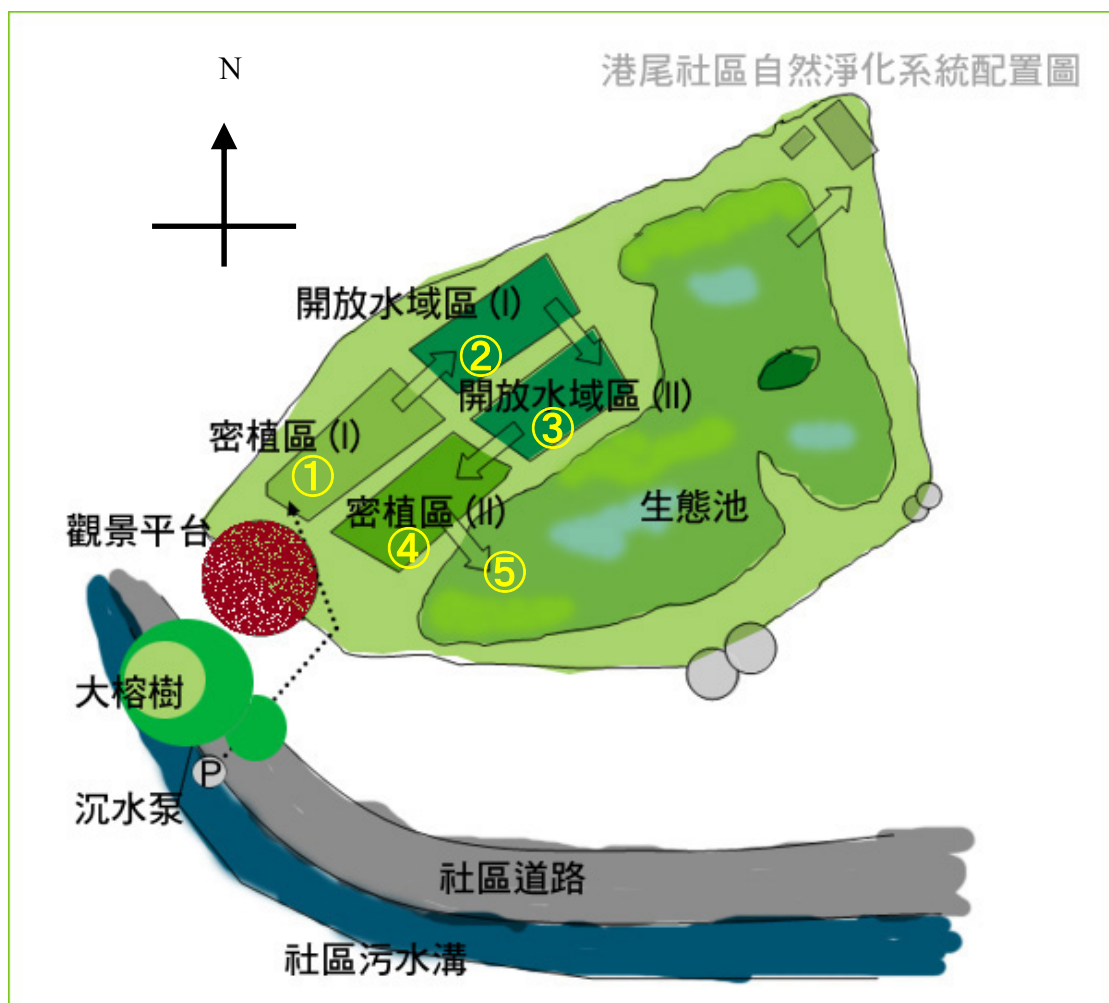 港尾社區自然淨化系統配置圖
N
開放水域區 (I)
②
開放水域區 (II)
③
密植區 (I)
①
密植區 (II)
④
生態池
⑤
觀景平台
大榕樹
P
沉水泵
社區道路
社區污水溝